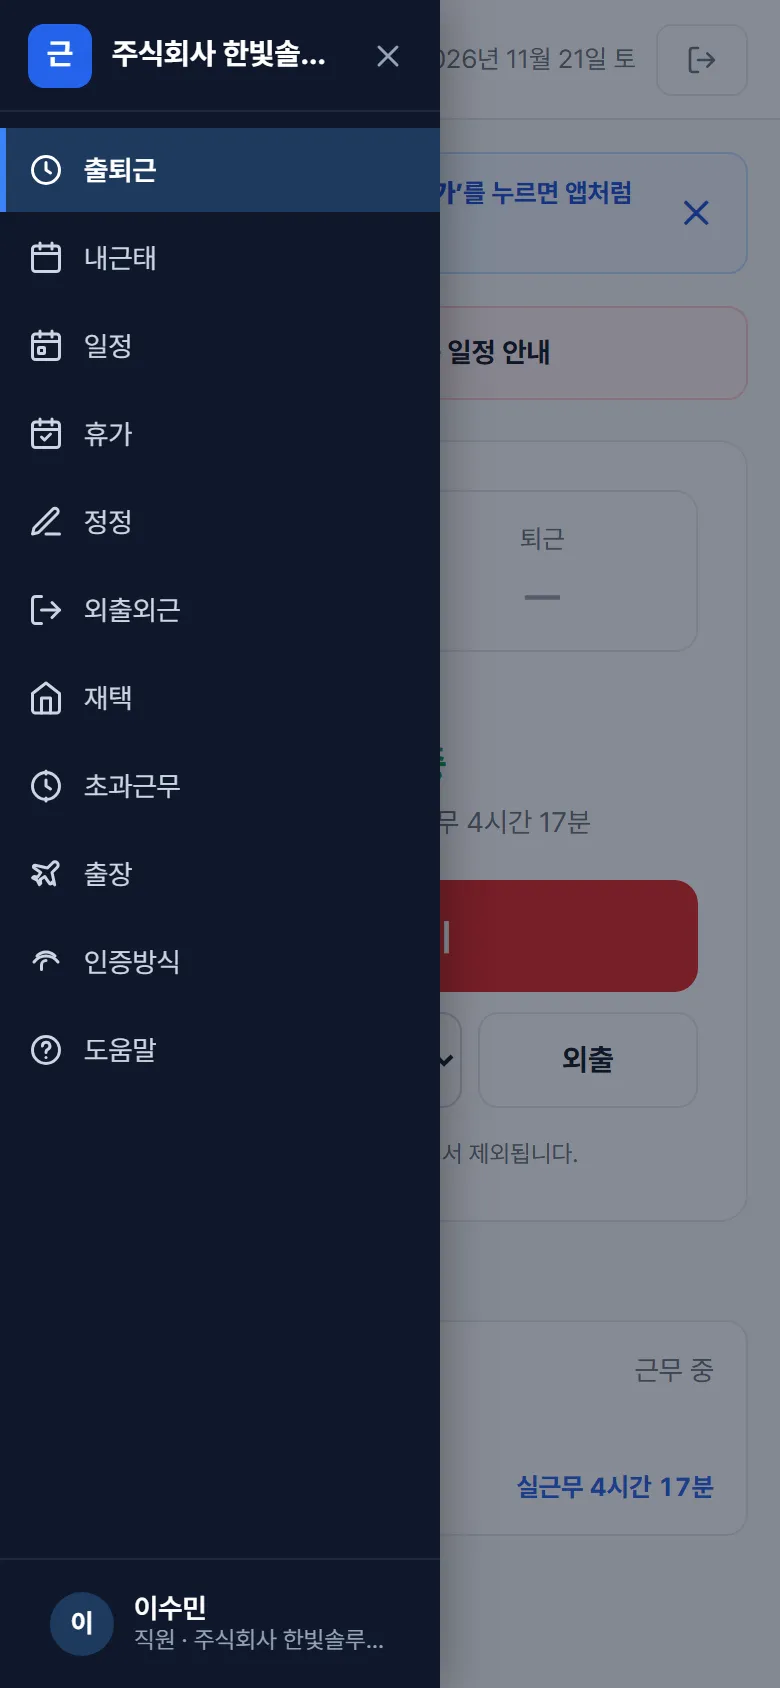 근 주식회사 한빛솔...
026년 11월 21일 토
출퇴근
가'를 누르면 앱처럼
내근태
일정
일정 안내
휴가
정정
퇴근
—
외출외근
재택
초과근무
무 4시간 17분
출장
인증방식
도움말
외출
서 제외됩니다.
근무 중
실근무 4시간 17분
이
이수민
직원 · 주식회사 한빛솔루...